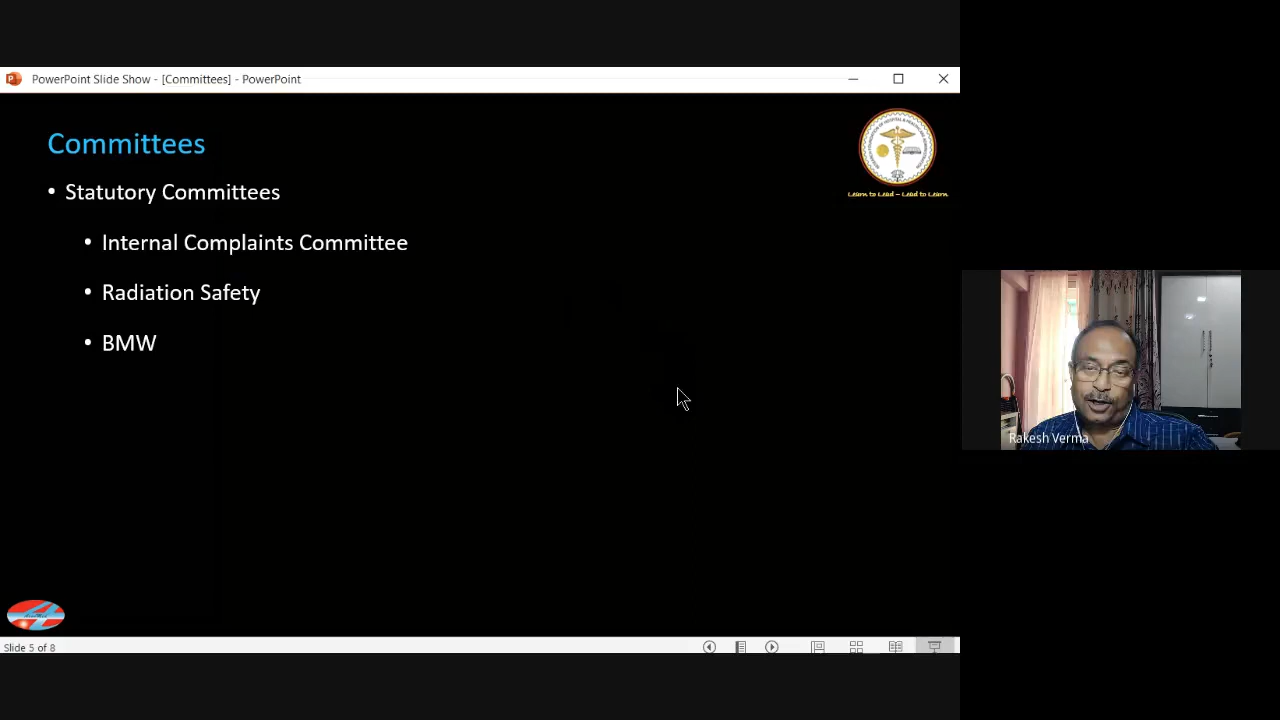 PowerPoint Slide Show - [Committees] - PowerPoint
Committees
• Statutory Committees
• Internal Complaints Committee
• Radiation Safety
• BMW
Learn to Lead – Lead to Learn
Rakesh Verma
Slide 5 of 8